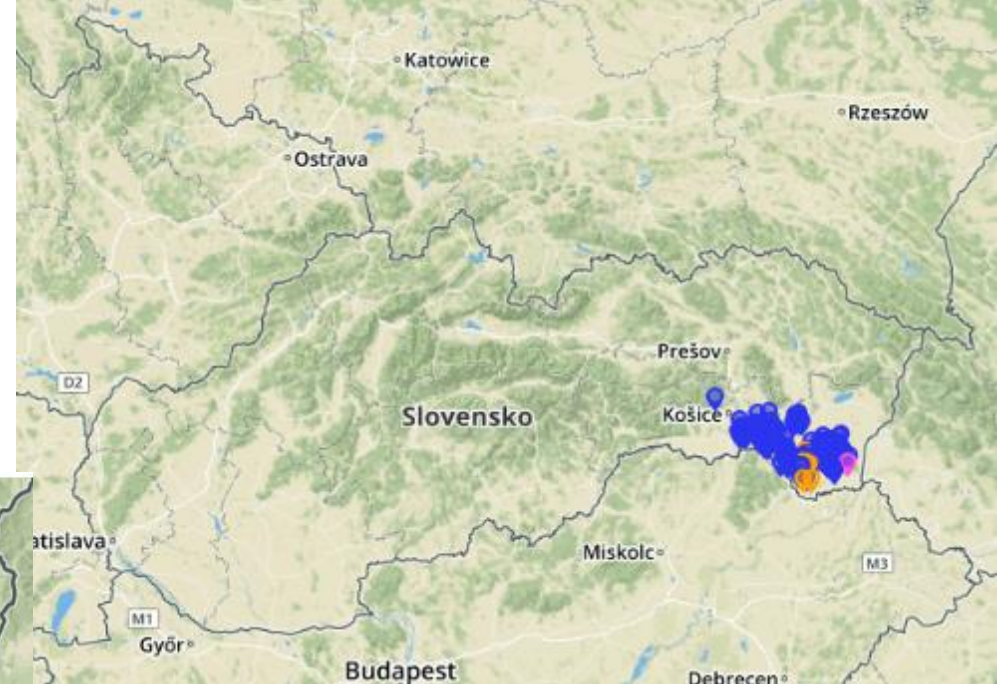 Katowice
Rzeszów
Ostrava
Prešov
D2
Slovensko
Košice
atislava
Miskolc
M3
M1
Győr
Budapest
Debrecen